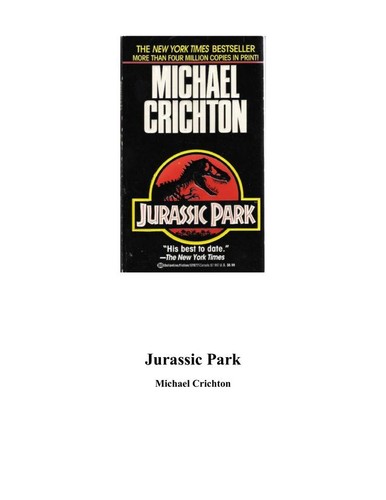 THE NEW YORK TIMES BESTSELLER
MORE THAN FOUR MILLION COPIES IN PRINT!
MICHAEL
CRICHTON
JURASSIC PARK
"His best to date."
—The New York Times
Jurassic Park
Michael Crichton